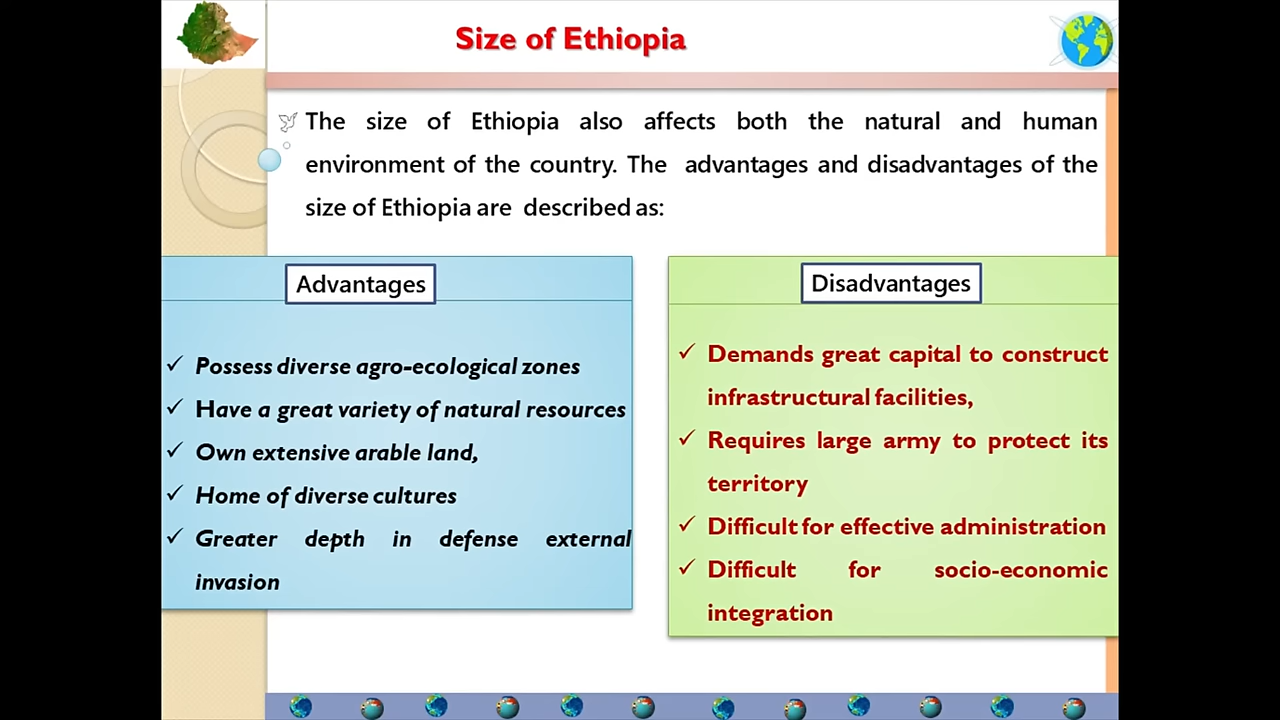 Size of Ethiopia
The size of Ethiopia also affects both the natural and human
environment of the country. The advantages and disadvantages of the
size of Ethiopia are described as:
Advantages
Possess diverse agro-ecological zones
Have a great variety of natural resources
Own extensive arable land,
Home of diverse cultures
Greater depth in defense external
invasion
Disadvantages
Demands great capital to construct
infrastructural facilities,
Requires large army to protect its
territory
Difficult for effective administration
Difficult for socio-economic
integration